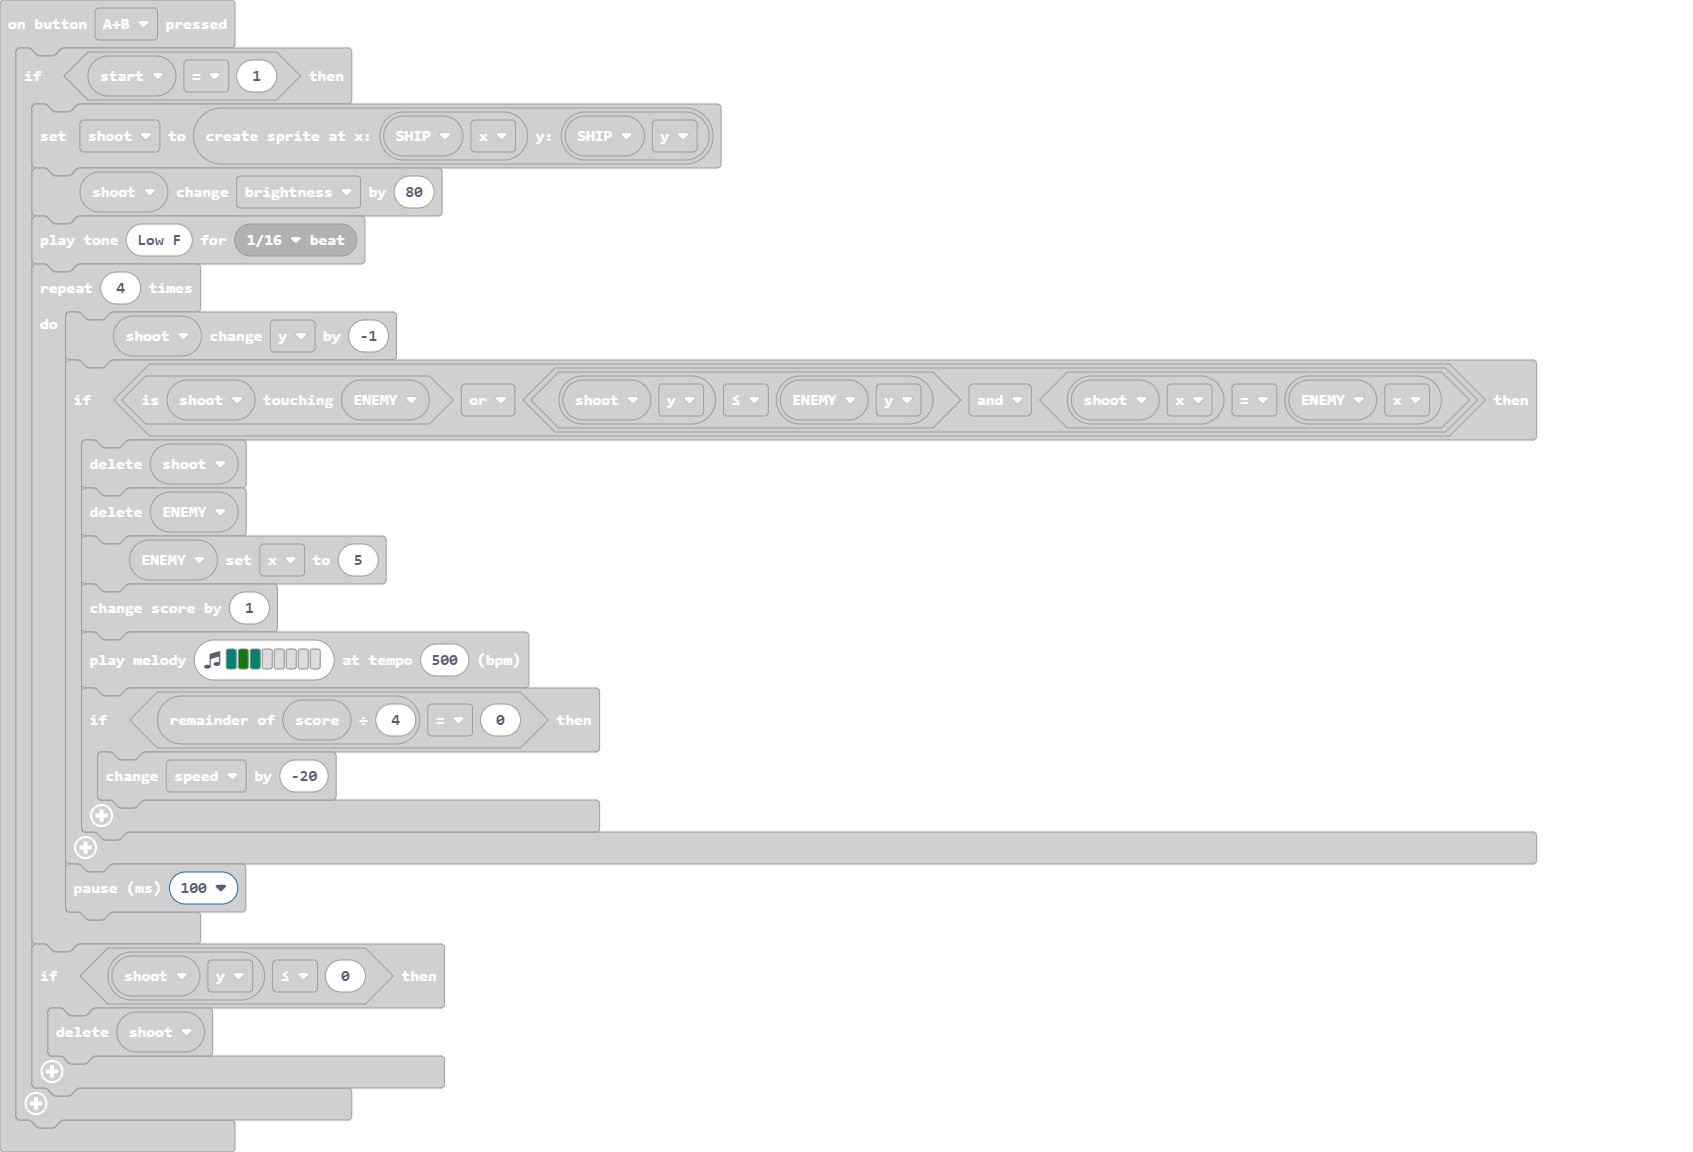 on button A+B pressed
if start = 1 then
set shoot to create sprite at x: SHIP x y: SHIP y
shoot change brightness by 80
play tone Low F for 1/16 beat
repeat 4 times
do
shoot change y by -1
if is shoot touching ENEMY or shoot y ≤ ENEMY y and shoot x = ENEMY x then
delete shoot
delete ENEMY
ENEMY set x to 5
change score by 1
play melody at tempo 500 (bpm)
if remainder of score ÷ 4 = 0 then
change speed by -20
pause (ms) 100
if shoot y ≤ 0 then
delete shoot